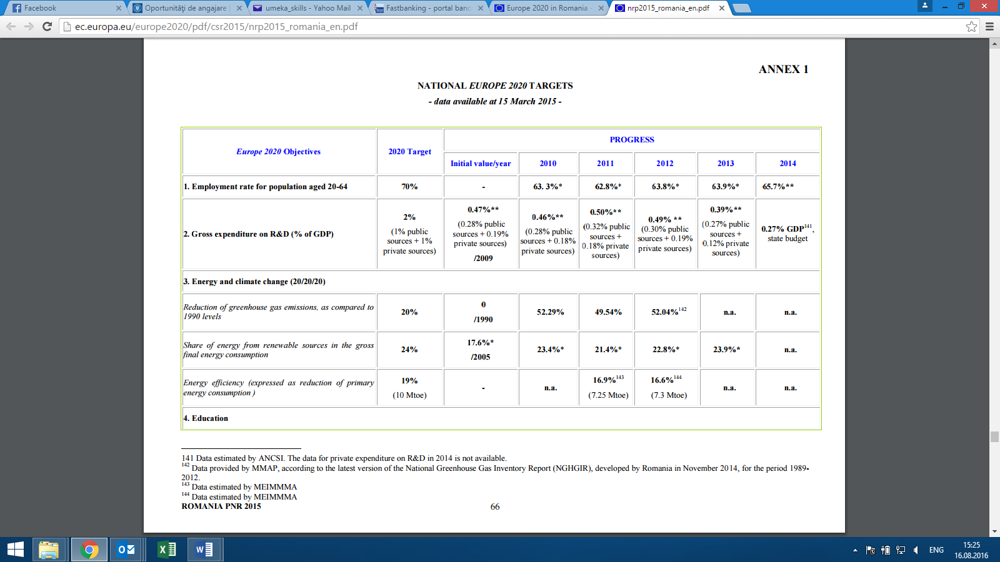 Facebook
Oportunităţi de angajare
umeka_skills - Yahoo Mail
Fastbanking - portal banc
Europe 2020 in Romania -
nrp2015_romania_en.pdf
ec.europa.eu/europe2020/pdf/csr2015/nrp2015_romania_en.pdf
ANNEX 1
NATIONAL EUROPE 2020 TARGETS
- data available at 15 March 2015 -
Europe 2020 Objectives
2020 Target
PROGRESS
Initial value/year
2010
2011
2012
2013
2014
1. Employment rate for population aged 20-64
70%
-
63. 3%*
62.8%*
63.8%*
63.9%*
65.7%**
2. Gross expenditure on R&D (% of GDP)
2%
(1% public
sources + 1%
private sources)
0.47%**
(0.28% public
sources + 0.19%
private sources)
/2009
0.46%**
(0.28% public
sources + 0.18%
private sources)
0.50%**
(0.32% public
sources +
0.18% private
sources)
0.49% **
(0.30% public
sources + 0.19%
private sources)
0.39%**
(0.27% public
sources +
0.12% private
sources)
0.27% GDP141,
state budget
3. Energy and climate change (20/20/20)
Reduction of greenhouse gas emissions, as compared to
1990 levels
20%
0
/1990
52.29%
49.54%
52.04%142
n.a.
n.a.
Share of energy from renewable sources in the gross
final energy consumption
24%
17.6%*
/2005
23.4%*
21.4%*
22.8%*
23.9%*
n.a.
Energy efficiency (expressed as reduction of primary
energy consumption )
19%
(10 Mtoe)
-
n.a.
16.9%143
(7.25 Mtoe)
16.6%144
(7.3 Mtoe)
n.a.
n.a.
4. Education
141 Data estimated by ANCSI. The data for private expenditure on R&D in 2014 is not available.
142 Data provided by MMAP, according to the latest version of the National Greenhouse Gas Inventory Report (NGHGIR), developed by Romania in November 2014, for the period 1989-
2012.
143 Data estimated by MEIMMMA
144 Data estimated by MEIMMMA
ROMANIA PNR 2015
66
ENG
15:25
16.08.2016